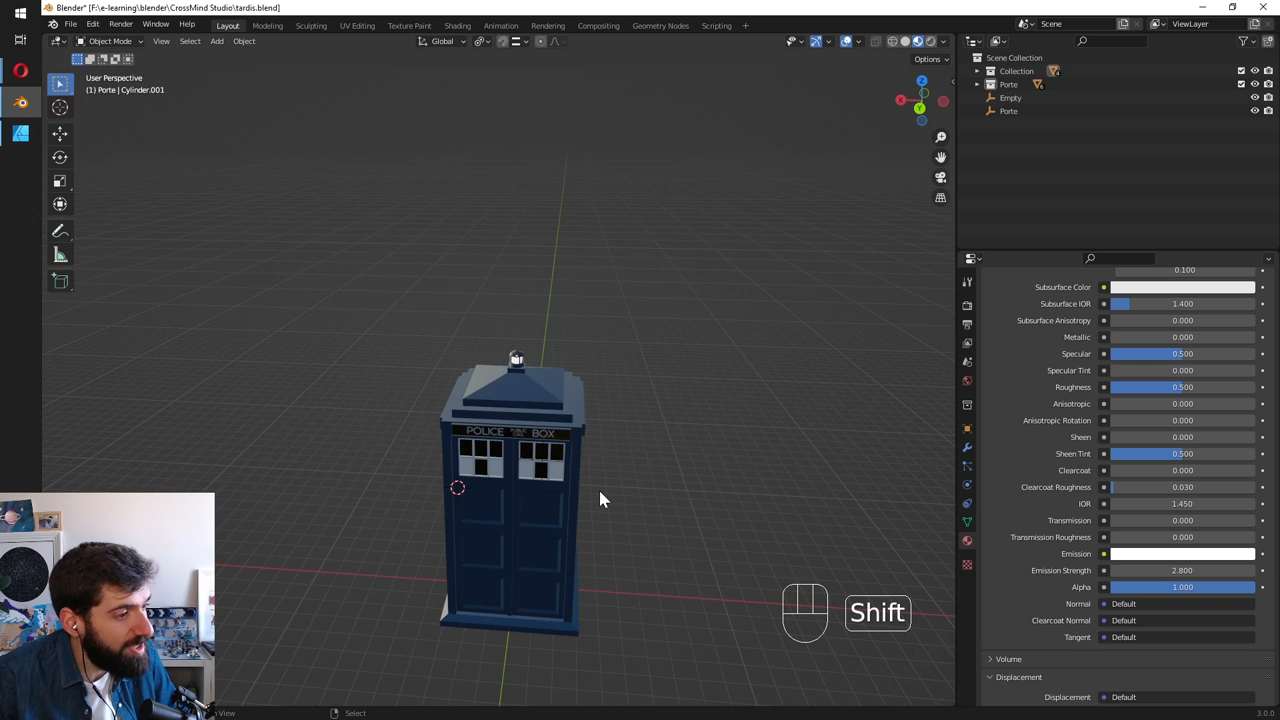 Blender* [F:\e-learning\blender\CrossMind Studio\tardis.blend]
File Edit Render Window Help Layout Modeling Sculpting UV Editing Texture Paint Shading Animation Rendering Compositing Geometry Nodes Scripting + Scene ViewLayer
Object Mode View Select Add Object Global
Options
User Perspective
(1) Porte | Cylinder.001
X
Y
Z
Scene Collection
Collection 4
Porte 6
Empty
Porte
0.100
Subsurface Color
Subsurface IOR 1.400
Subsurface Anisotropy 0.000
Metallic 0.000
Specular 0.500
Specular Tint 0.000
Roughness 0.500
Anisotropic 0.000
Anisotropic Rotation 0.000
Sheen 0.000
Sheen Tint 0.500
Clearcoat 0.000
Clearcoat Roughness 0.030
IOR 1.450
Transmission 0.000
Transmission Roughness 0.000
Emission
Emission Strength 2.800
Alpha 1.000
Normal Default
Clearcoat Normal Default
Tangent Default
Volume
Displacement
Displacement Default
POLICE BOX
Shift
View Select 3.0.0